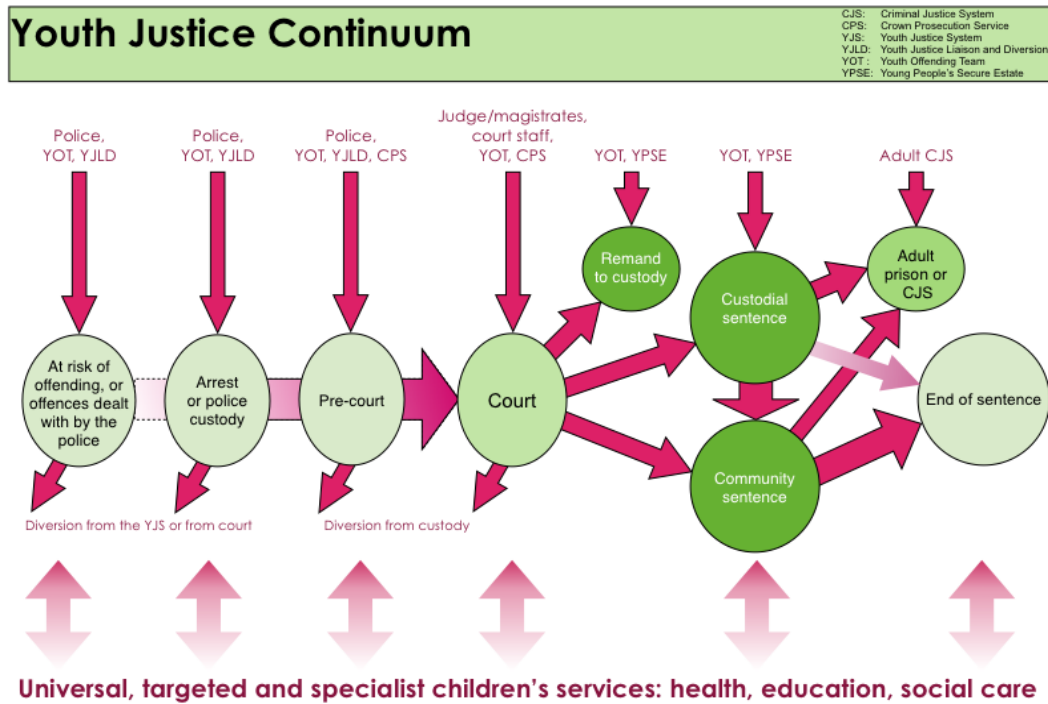 Youth Justice Continuum
CJS: Criminal Justice System
CPS: Crown Prosecution Service
YJS: Youth Justice System
YJLD: Youth Justice Liaison and Diversion
YOT : Youth Offending Team
YPSE: Young People's Secure Estate
Police,
YOT, YJLD
Police,
YOT, YJLD
Police,
YOT, YJLD, CPS
Judge/magistrates,
court staff,
YOT, CPS
YOT, YPSE
YOT, YPSE
Adult CJS
At risk of
offending, or
offences dealt
with by the
police
Arrest
or police
custody
Pre-court
Court
Remand
to custody
Custodial
sentence
Community
sentence
Adult
prison or
CJS
End of sentence
Diversion from the YJS or from court
Diversion from custody
Universal, targeted and specialist children's services: health, education, social care